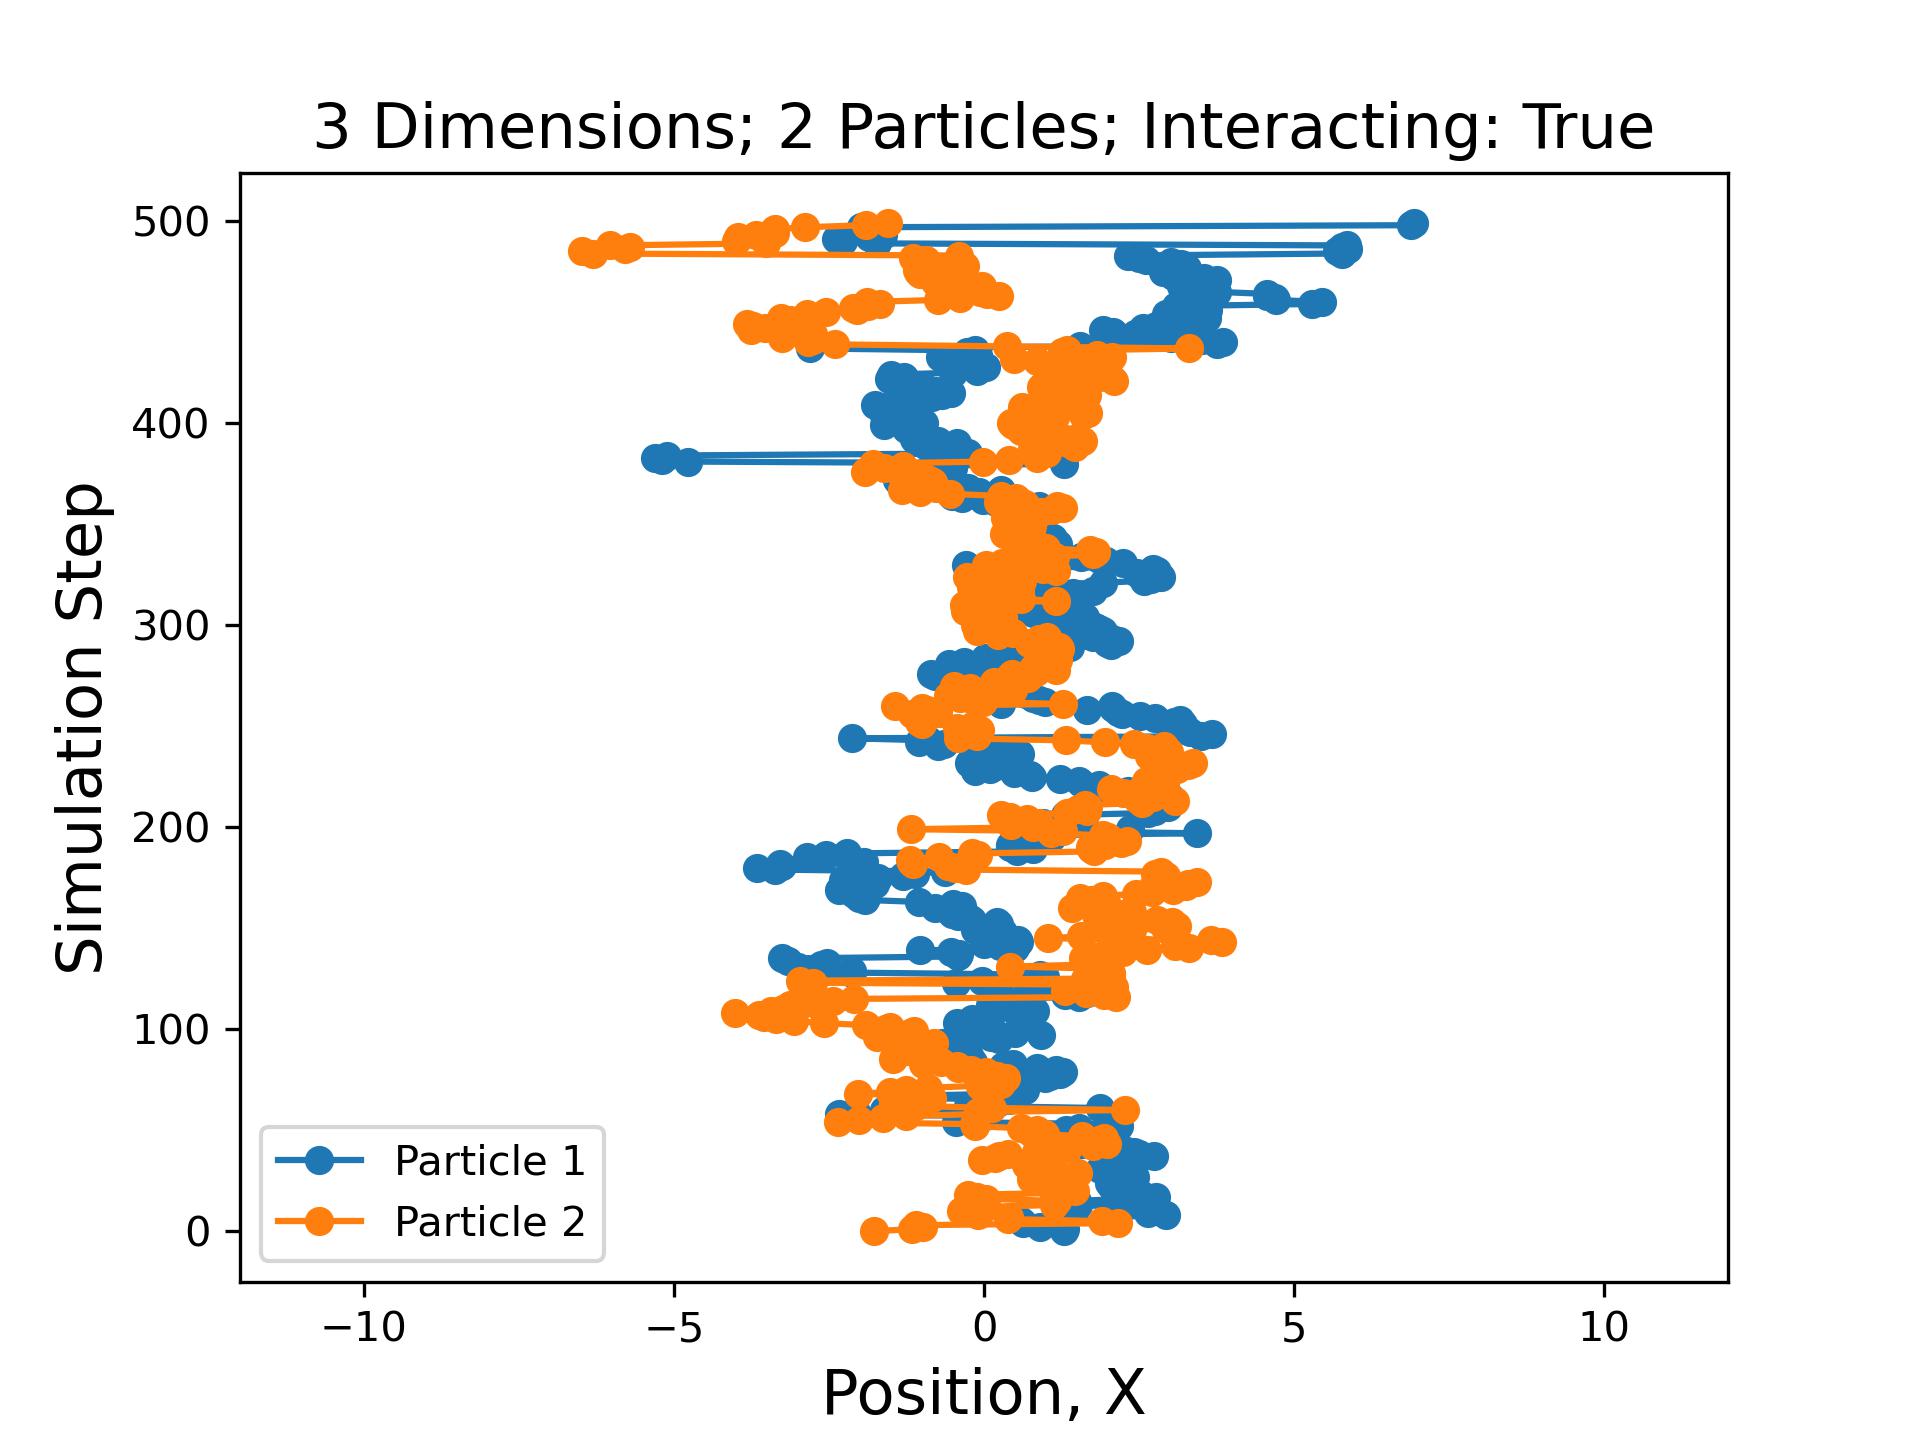 3 Dimensions; 2 Particles; Interacting: True
Simulation Step
500
400
300
200
100
0
Particle 1
Particle 2
−10 −5 0 5 10
Position, X